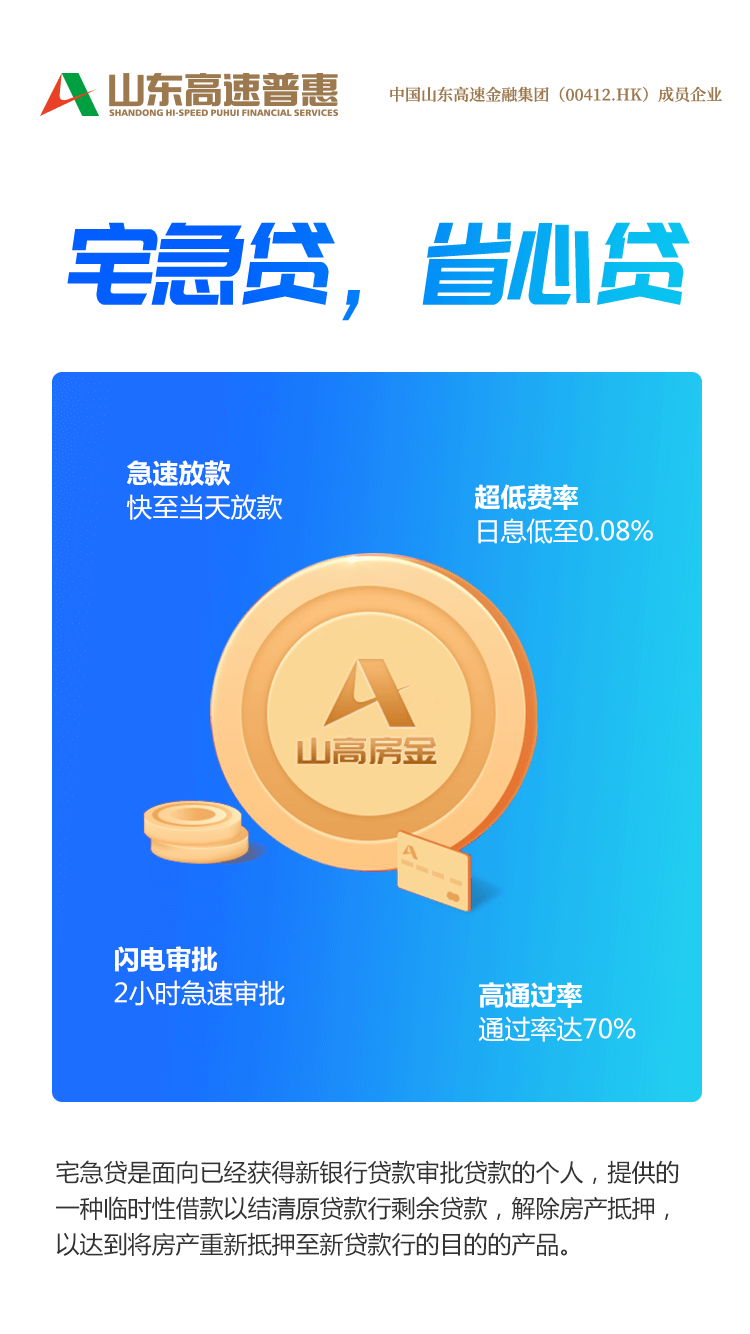 山东高速普惠
SHANDONG HI-SPEED PUHUI FINANCIAL SERVICES
中国山东高速金融集团（00412.HK）成员企业
宅急贷，省心贷
急速放款
快至当天放款
超低费率
日息低至0.08%
山高房金
闪电审批
2小时急速审批
高通过率
通过率达70%
宅急贷是面向已经获得新银行贷款审批贷款的个人，提供的
一种临时性借款以结清原贷款行剩余贷款，解除房产抵押，
以达到将房产重新抵押至新贷款行的目的的产品。